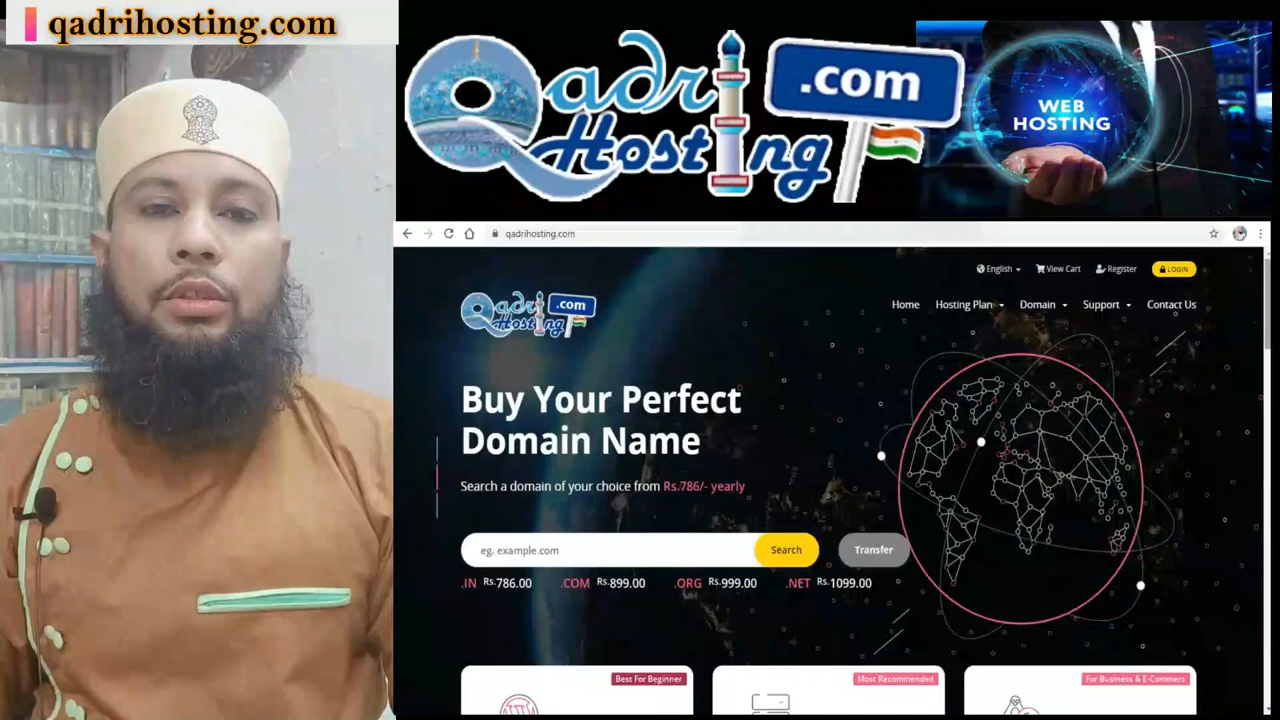 qadrihosting.com
Qadri
.com
Hosting
WEB
HOSTING
qadrihosting.com
English
View Cart
Register
LOGIN
Qadri
.com
Hosting
Home
Hosting Plan
Domain
Support
Contact Us
Buy Your Perfect
Domain Name
Search a domain of your choice from Rs.786/- yearly
eg. example.com
Search
Transfer
.IN Rs.786.00 .COM Rs.899.00 .ORG Rs.999.00 .NET Rs.1099.00
Best For Beginner
Most Recommended
For Business & E-Commers